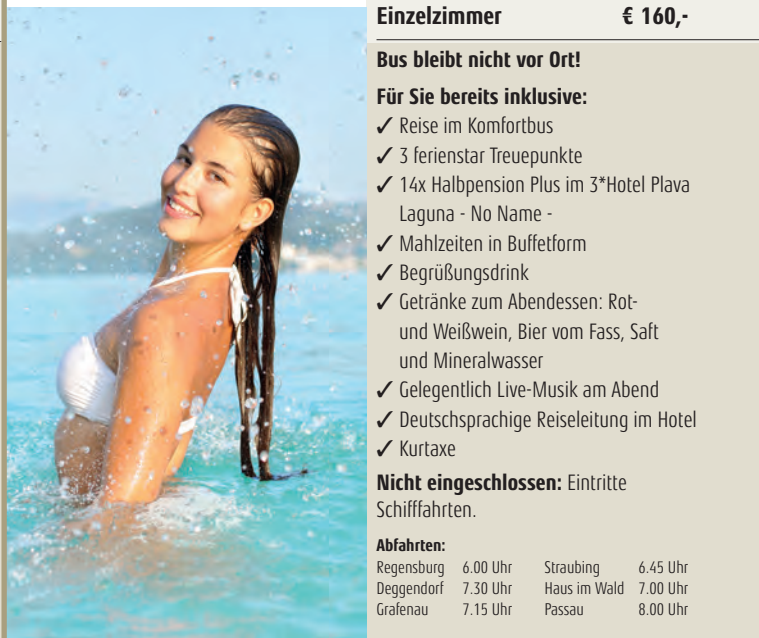 Einzelzimmer € 160,-
Bus bleibt nicht vor Ort!
Für Sie bereits inklusive:
✓ Reise im Komfortbus
✓ 3 ferienstar Treuepunkte
✓ 14x Halbpension Plus im 3*Hotel Plava
Laguna - No Name -
✓ Mahlzeiten in Buffetform
✓ Begrüßungsdrink
✓ Getränke zum Abendessen: Rot-
und Weißwein, Bier vom Fass, Saft
und Mineralwasser
✓ Gelegentlich Live-Musik am Abend
✓ Deutschsprachige Reiseleitung im Hotel
✓ Kurtaxe
Nicht eingeschlossen: Eintritte
Schifffahrten.
Abfahrten:
Regensburg 6.00 Uhr Straubing 6.45 Uhr
Deggendorf 7.30 Uhr Haus im Wald 7.00 Uhr
Grafenau 7.15 Uhr Passau 8.00 Uhr